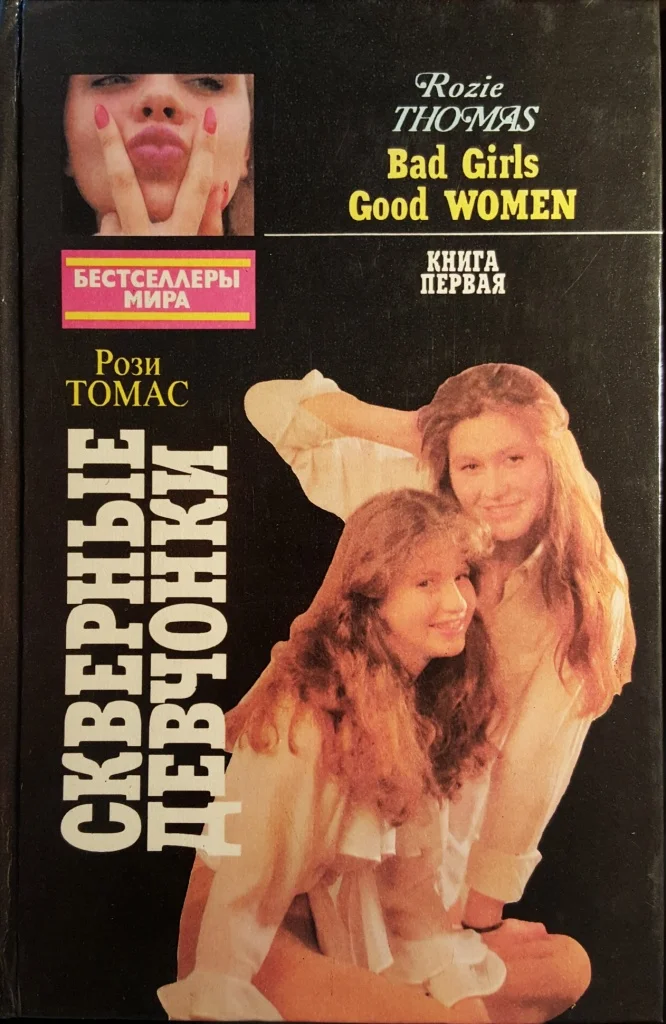 Rozie
THOMAS
Bad Girls
Good WOMEN
КНИГА
ПЕРВАЯ
БЕСТСЕЛЛЕРЫ
МИРА
Рози
ТОМАС
СКВЕРНЫЕ
ДЕВЧОНКИ